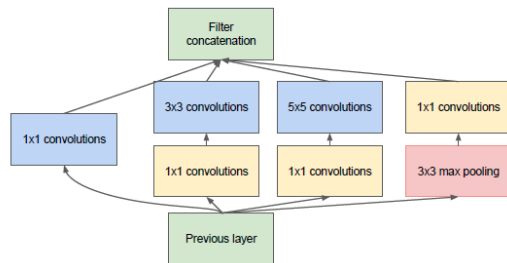 Filter
concatenation
3x3 convolutions
5x5 convolutions
1x1 convolutions
1x1 convolutions
1x1 convolutions
1x1 convolutions
3x3 max pooling
Previous layer